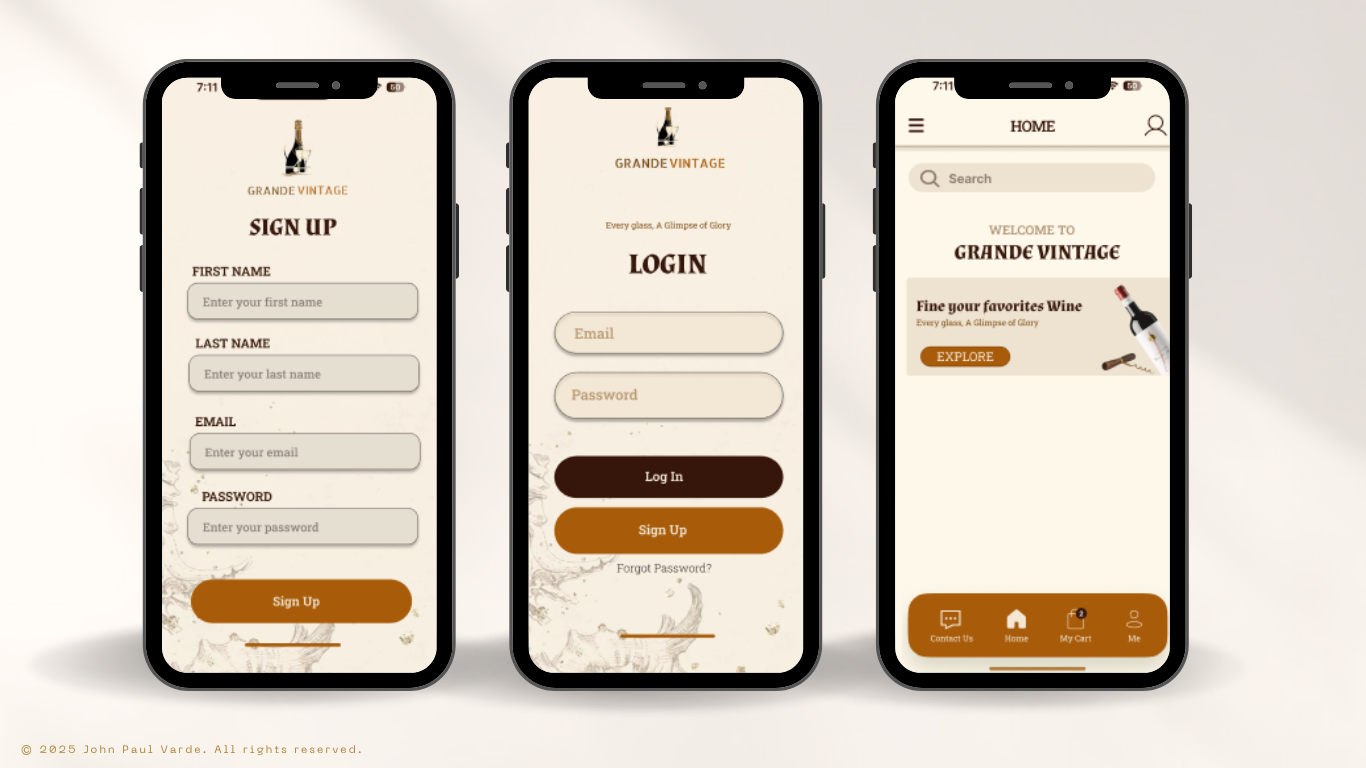 7:11
50
GRANDE VINTAGE
SIGN UP
FIRST NAME
Enter your first name
LAST NAME
Enter your last name
EMAIL
Enter your email
PASSWORD
Enter your password
Sign Up
GRANDE VINTAGE
Every glass, A Glimpse of Glory
LOGIN
Email
Password
Log In
Sign Up
Forgot Password?
7:11
50
HOME
Search
WELCOME TO
GRANDE VINTAGE
Fine your favorites Wine
Every glass, A Glimpse of Glory
EXPLORE
2
Contact Us Home My Cart Me
© 2025 John Paul Varde. All rights reserved.